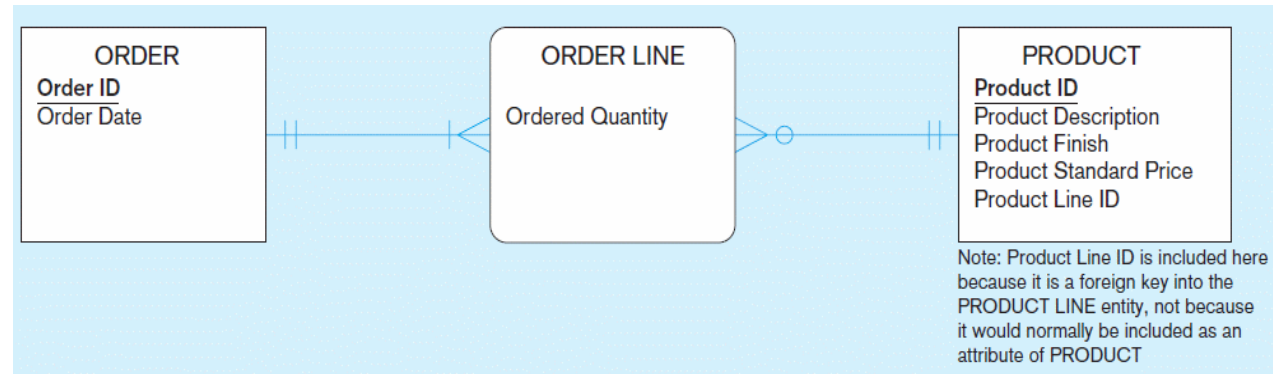 ORDER
Order ID
Order Date
ORDER LINE
Ordered Quantity
PRODUCT
Product ID
Product Description
Product Finish
Product Standard Price
Product Line ID
Note: Product Line ID is included here
because it is a foreign key into the
PRODUCT LINE entity, not because
it would normally be included as an
attribute of PRODUCT